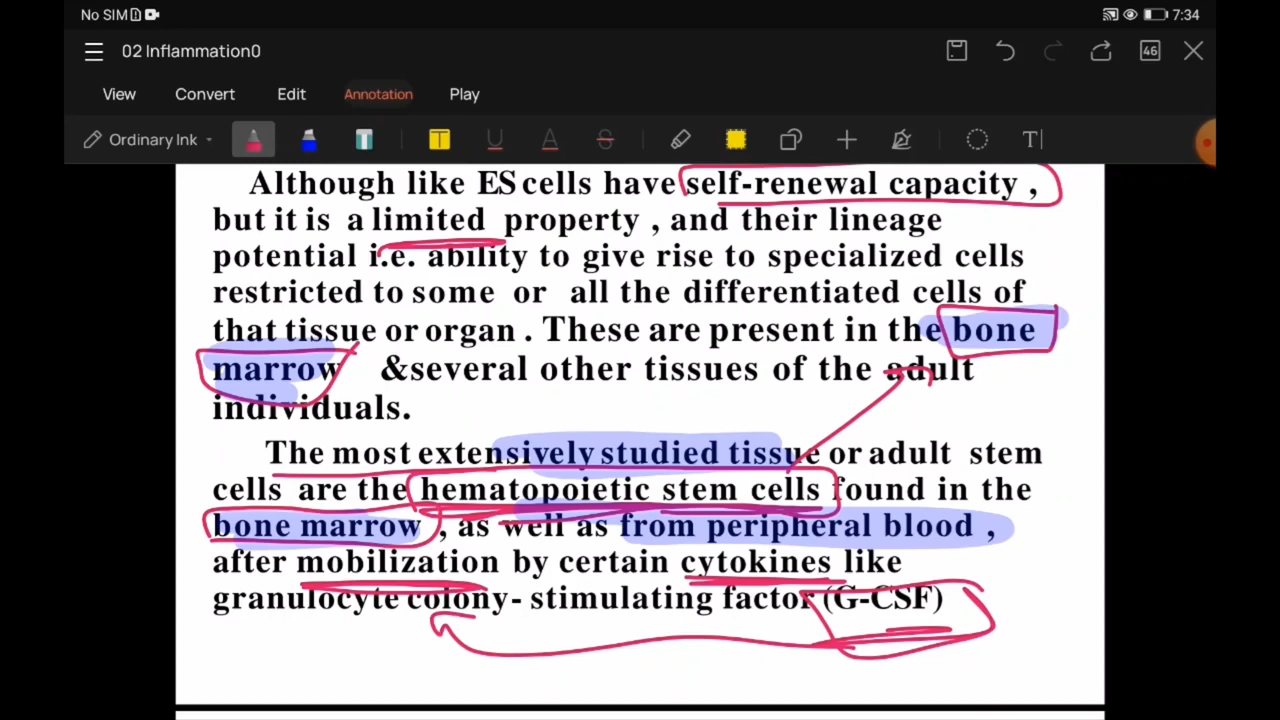 No SIM
7:34
02 Inflammation0
46
View Convert Edit Annotation Play
Ordinary Ink
Although like ES cells have self-renewal capacity ,
but it is a limited property , and their lineage
potential i.e. ability to give rise to specialized cells
restricted to some or all the differentiated cells of
that tissue or organ . These are present in the bone
marrow &several other tissues of the adult
individuals.
The most extensively studied tissue or adult stem
cells are the hematopoietic stem cells found in the
bone marrow , as well as from peripheral blood ,
after mobilization by certain cytokines like
granulocyte colony- stimulating factor (G-CSF)